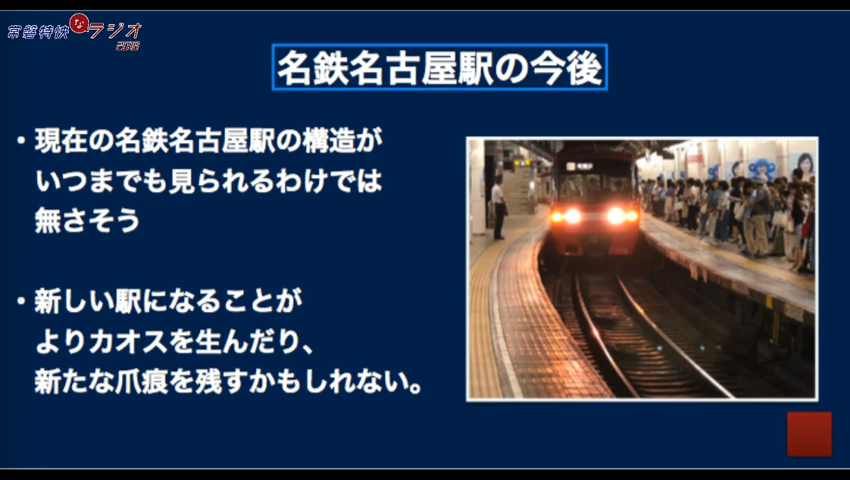 常磐特快なラジオ
名鉄名古屋駅の今後
・現在の名鉄名古屋駅の構造が
いつまでも見られるわけでは
無さそう
・新しい駅になることが
よりカオスを生んだり、
新たな爪痕を残すかもしれない。